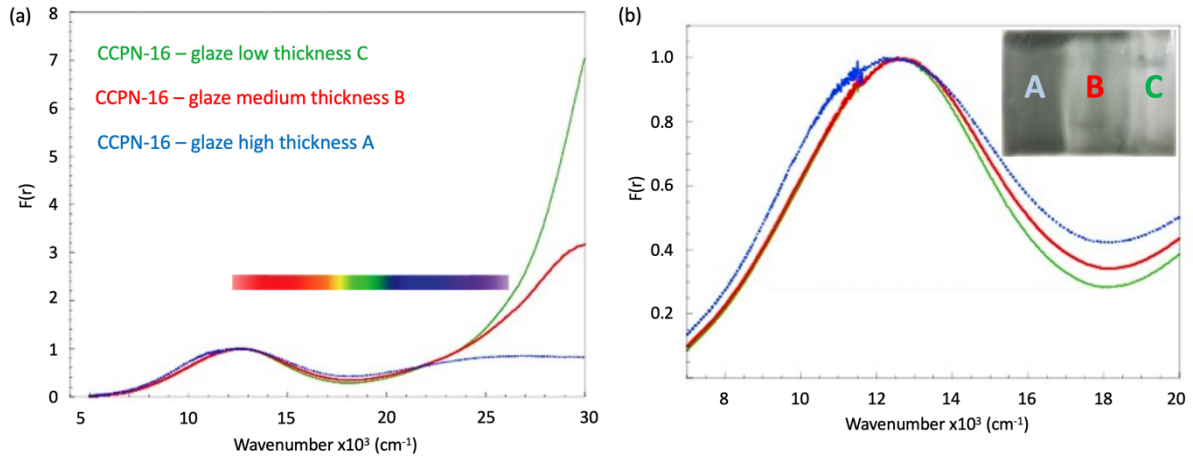 (a)
8
7
6
5
4
3
2
1
0
F(r)
CCPN-16 – glaze low thickness C
CCPN-16 – glaze medium thickness B
CCPN-16 – glaze high thickness A
5 10 15 20 25 30
Wavenumber x10³ (cm⁻¹)
(b)
1.0
0.8
0.6
0.4
0.2
F(r)
A B C
8 10 12 14 16 18 20
Wavenumber x10³ (cm⁻¹)